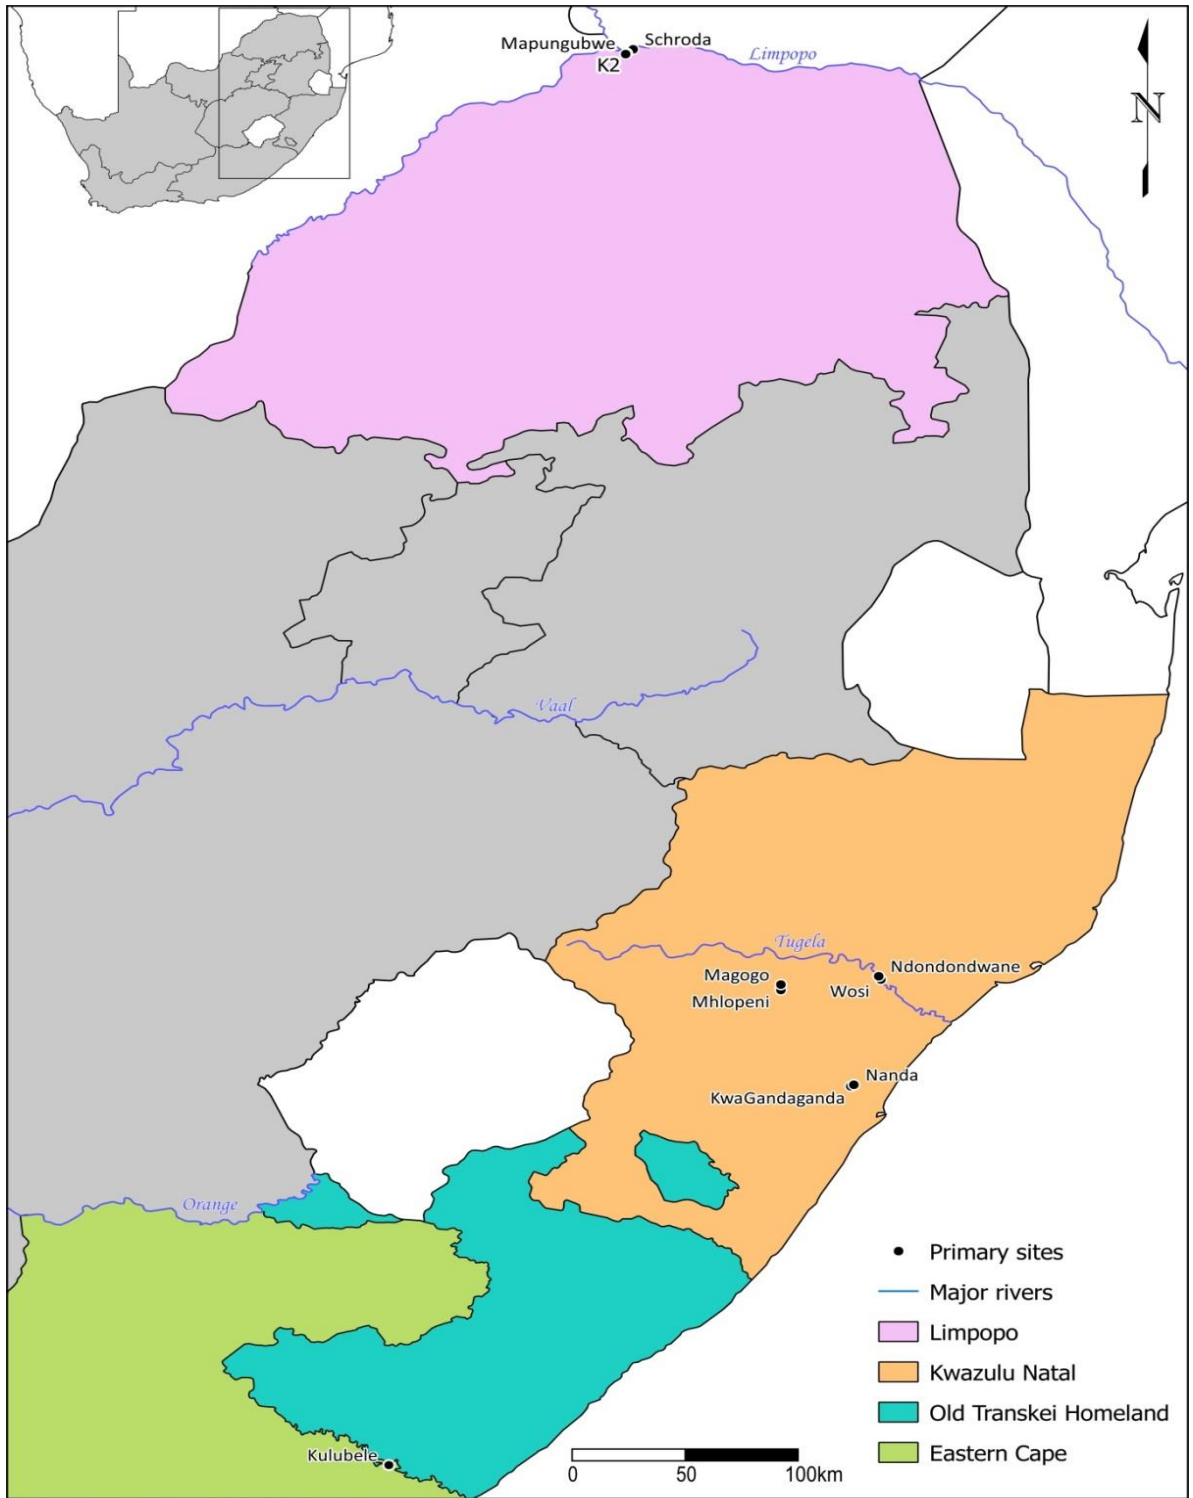 Mapungubwe
Schroda
K2
Limpopo
N
Vaal
Tugela
Ndondondwane
Magogo
Wosi
Mhlopeni
Nanda
KwaGandaganda
Orange
Primary sites
Major rivers
Limpopo
Kwazulu Natal
Old Transkei Homeland
Eastern Cape
Kulubele
0 50 100km